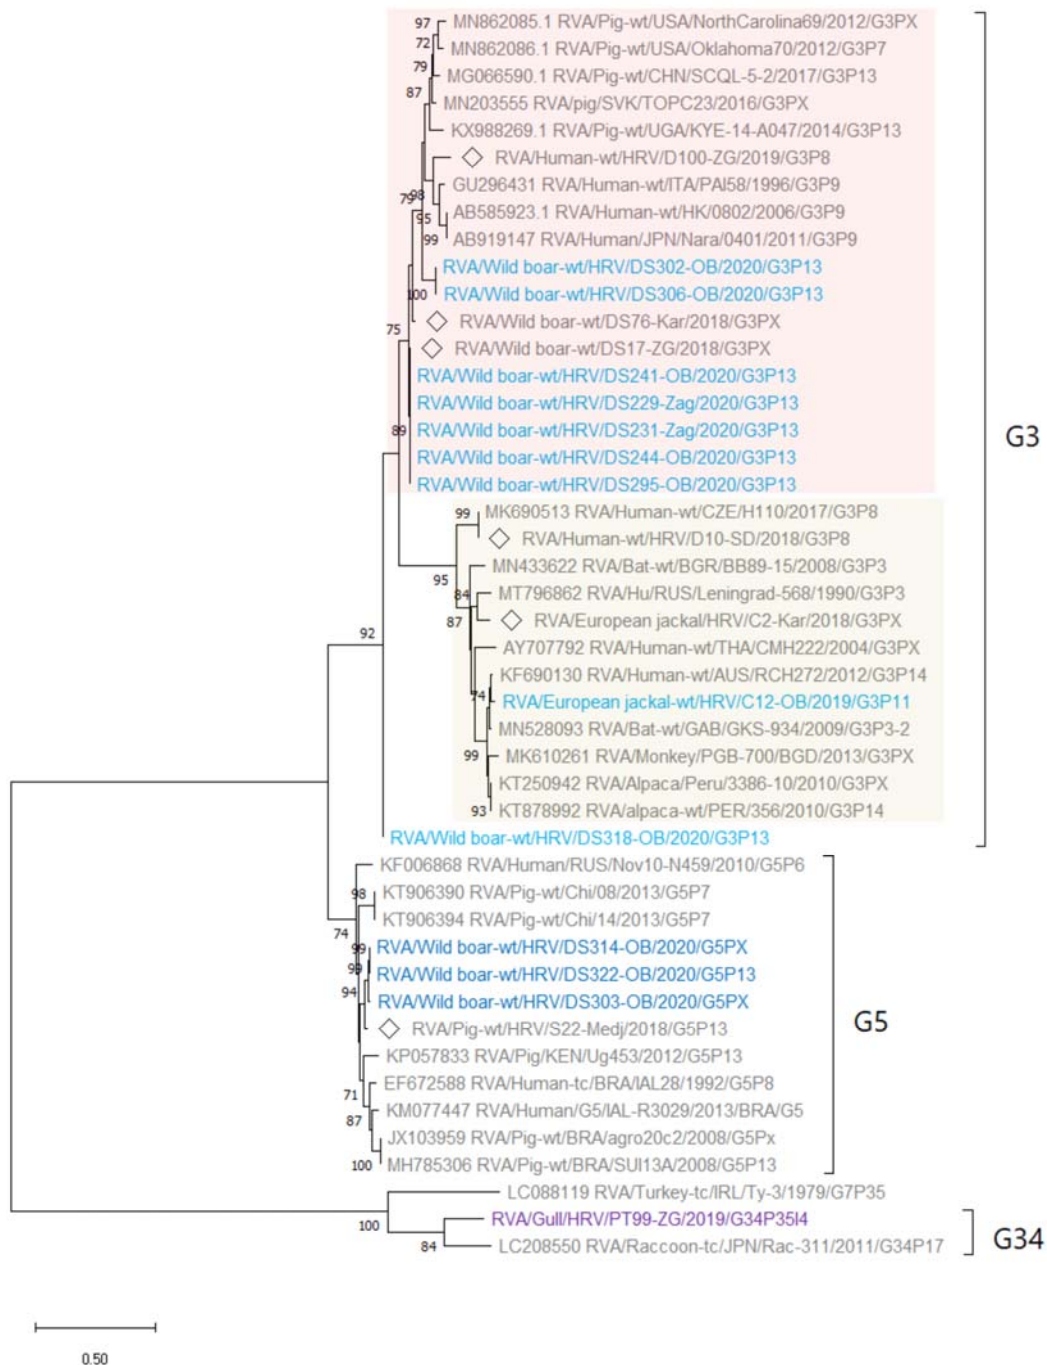 97 MN862085.1 RVA/Pig-wt/USA/NorthCarolina69/2012/G3PX
72 MN862086.1 RVA/Pig-wt/USA/Oklahoma70/2012/G3P7
79 MG066590.1 RVA/Pig-wt/CHN/SCQL-5-2/2017/G3P13
87 MN203555 RVA/pig/SVK/TOPC23/2016/G3PX
KX988269.1 RVA/Pig-wt/UGA/KYE-14-A047/2014/G3P13
RVA/Human-wt/HRV/D100-ZG/2019/G3P8
GU296431 RVA/Human-wt/ITA/PAI58/1996/G3P9
79 98
95 AB585923.1 RVA/Human-wt/HK/0802/2006/G3P9
99 AB919147 RVA/Human/JPN/Nara/0401/2011/G3P9
RVA/Wild boar-wt/HRV/DS302-OB/2020/G3P13
100 RVA/Wild boar-wt/HRV/DS306-OB/2020/G3P13
RVA/Wild boar-wt/DS76-Kar/2018/G3PX
75
RVA/Wild boar-wt/DS17-ZG/2018/G3PX
RVA/Wild boar-wt/HRV/DS241-OB/2020/G3P13
RVA/Wild boar-wt/HRV/DS229-Zag/2020/G3P13
89 RVA/Wild boar-wt/HRV/DS231-Zag/2020/G3P13
G3
RVA/Wild boar-wt/HRV/DS244-OB/2020/G3P13
RVA/Wild boar-wt/HRV/DS295-OB/2020/G3P13
99 MK690513 RVA/Human-wt/CZE/H110/2017/G3P8
RVA/Human-wt/HRV/D10-SD/2018/G3P8
MN433622 RVA/Bat-wt/BGR/BB89-15/2008/G3P3
95
84 MT796862 RVA/Hu/RUS/Leningrad-568/1990/G3P3
87 RVA/European jackal/HRV/C2-Kar/2018/G3PX
92
AY707792 RVA/Human-wt/THA/CMH222/2004/G3PX
KF690130 RVA/Human-wt/AUS/RCH272/2012/G3P14
74 RVA/European jackal-wt/HRV/C12-OB/2019/G3P11
MN528093 RVA/Bat-wt/GAB/GKS-934/2009/G3P3-2
99 MK610261 RVA/Monkey/PGB-700/BGD/2013/G3PX
KT250942 RVA/Alpaca/Peru/3386-10/2010/G3PX
93 KT878992 RVA/alpaca-wt/PER/356/2010/G3P14
RVA/Wild boar-wt/HRV/DS318-OB/2020/G3P13
KF006868 RVA/Human/RUS/Nov10-N459/2010/G5P6
98 KT906390 RVA/Pig-wt/Chi/08/2013/G5P7
KT906394 RVA/Pig-wt/Chi/14/2013/G5P7
74
99 RVA/Wild boar-wt/HRV/DS314-OB/2020/G5PX
99 RVA/Wild boar-wt/HRV/DS322-OB/2020/G5P13
94 RVA/Wild boar-wt/HRV/DS303-OB/2020/G5PX
G5
RVA/Pig-wt/HRV/S22-Medj/2018/G5P13
KP057833 RVA/Pig/KEN/Ug453/2012/G5P13
EF672588 RVA/Human-tc/BRA/IAL28/1992/G5P8
71
KM077447 RVA/Human/G5/IAL-R3029/2013/BRA/G5
87
JX103959 RVA/Pig-wt/BRA/agro20c2/2008/G5Px
100 MH785306 RVA/Pig-wt/BRA/SUI13A/2008/G5P13
LC088119 RVA/Turkey-tc/IRL/Ty-3/1979/G7P35
100 RVA/Gull/HRV/PT99-ZG/2019/G34P35I4
G34
84 LC208550 RVA/Raccoon-tc/JPN/Rac-311/2011/G34P17
0.50